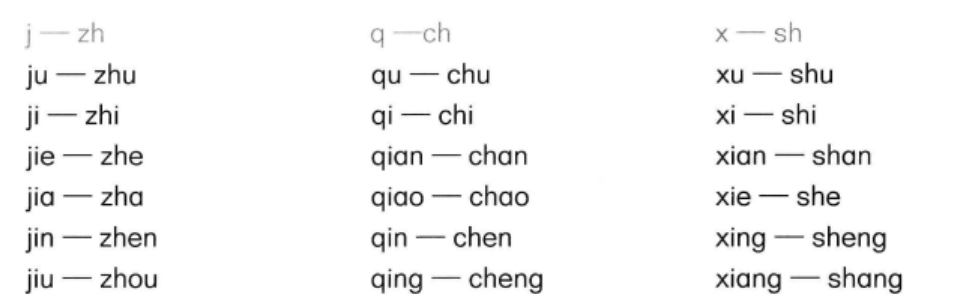 j — zh q —ch x — sh
ju — zhu qu — chu xu — shu
ji — zhi qi — chi xi — shi
jie — zhe qian — chan xian — shan
jia — zha qiao — chao xie — she
jin — zhen qin — chen xing — sheng
jiu — zhou qing — cheng xiang — shang